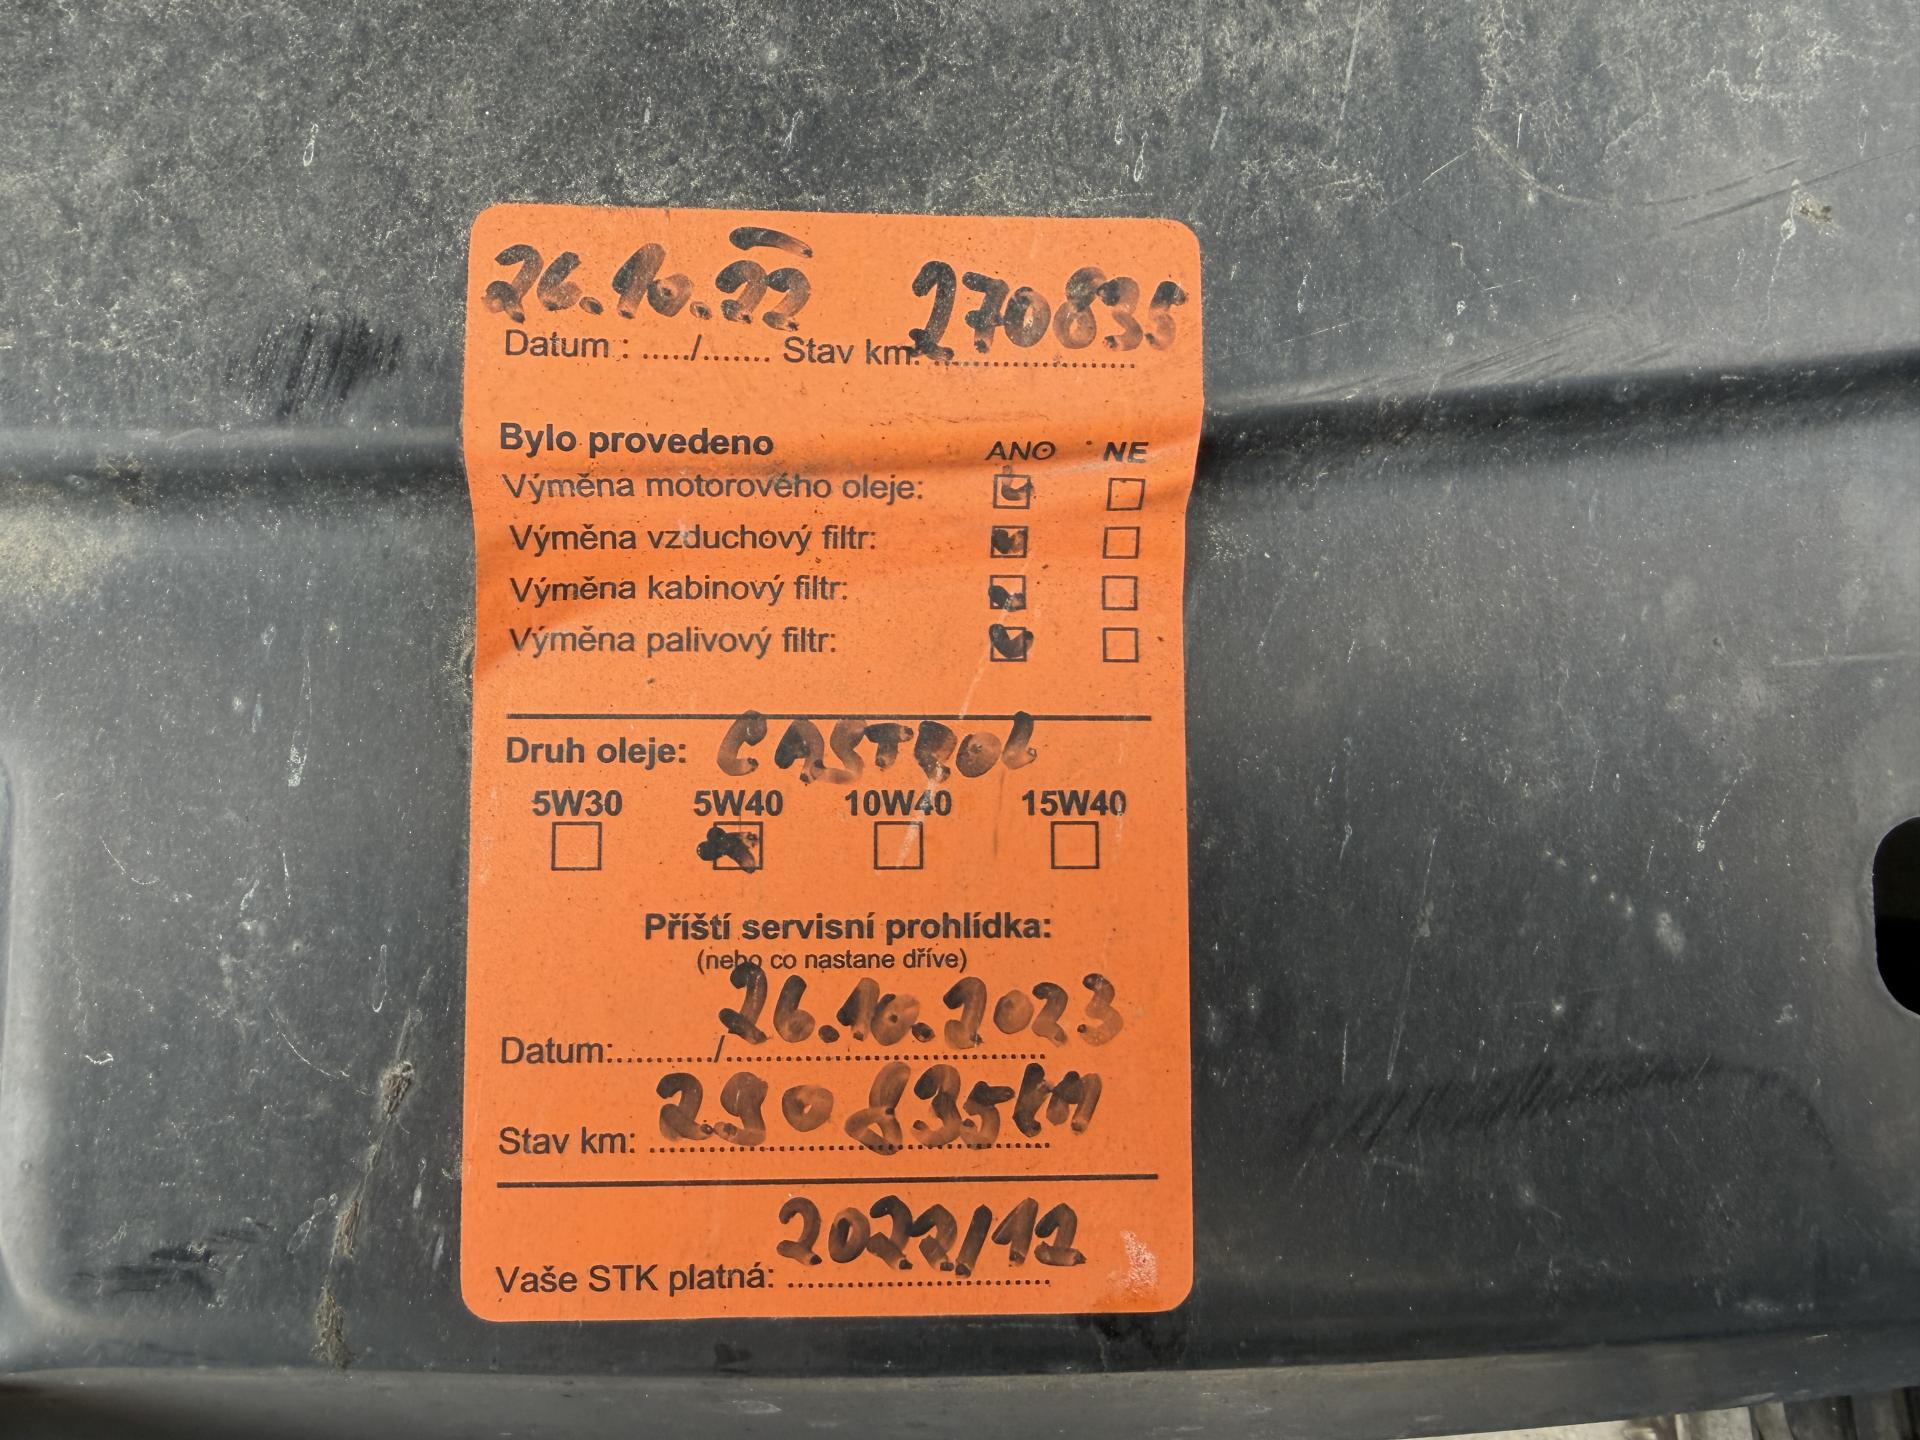 26.10.22 270835
Datum : ...../....... Stav km: ......................
Bylo provedeno ANO NE
Výměna motorového oleje:
Výměna vzduchový filtr:
Výměna kabinový filtr:
Výměna palivový filtr:
Druh oleje: CASTROL
5W30 5W40 10W40 15W40
Příští servisní prohlídka:
(nebo co nastane dříve)
26.10.2023
Datum:.........../...................................
290 835KM
Stav km: ............................................
2022/12
Vaše STK platná: .............................